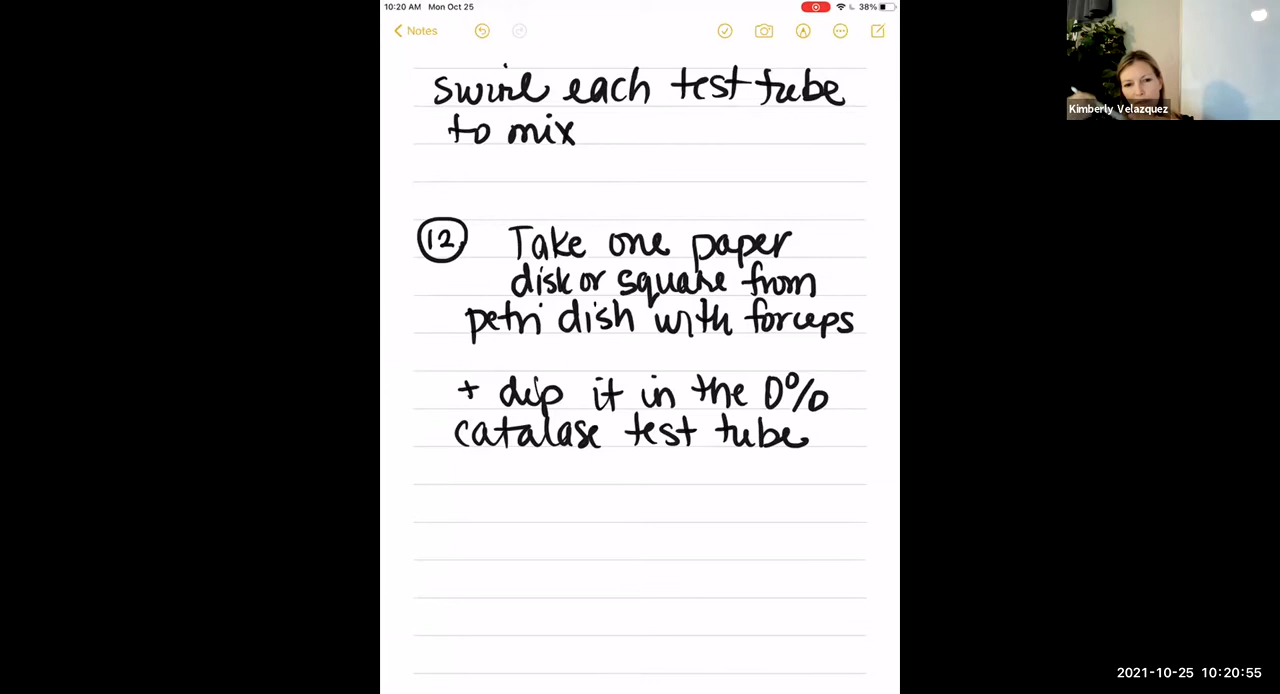 10:20 AM Mon Oct 25
38%
Notes
Kimberly Velazquez
swirl each test tube
to mix
12. Take one paper
disk or square from
petri dish with forceps
+ dip it in the 0%
catalase test tube
2021-10-25 10:20:55